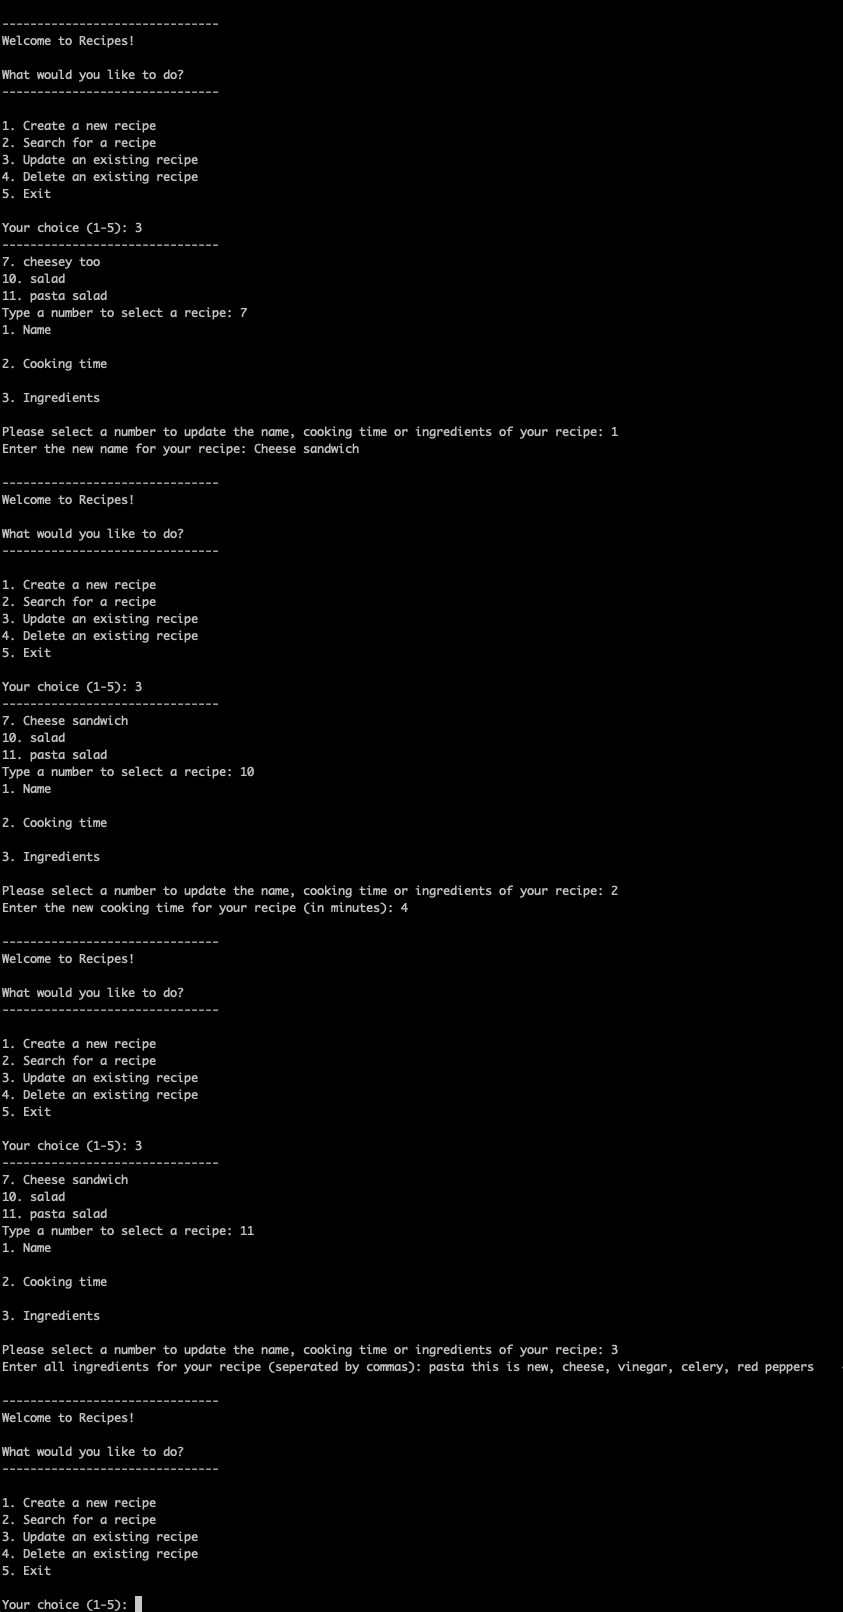 -------------------------------
Welcome to Recipes!
What would you like to do?
-------------------------------
1. Create a new recipe
2. Search for a recipe
3. Update an existing recipe
4. Delete an existing recipe
5. Exit
Your choice (1-5): 3
-------------------------------
7. cheesey too
10. salad
11. pasta salad
Type a number to select a recipe: 7
1. Name
2. Cooking time
3. Ingredients
Please select a number to update the name, cooking time or ingredients of your recipe: 1
Enter the new name for your recipe: Cheese sandwich
-------------------------------
Welcome to Recipes!
What would you like to do?
-------------------------------
1. Create a new recipe
2. Search for a recipe
3. Update an existing recipe
4. Delete an existing recipe
5. Exit
Your choice (1-5): 3
-------------------------------
7. Cheese sandwich
10. salad
11. pasta salad
Type a number to select a recipe: 10
1. Name
2. Cooking time
3. Ingredients
Please select a number to update the name, cooking time or ingredients of your recipe: 2
Enter the new cooking time for your recipe (in minutes): 4
-------------------------------
Welcome to Recipes!
What would you like to do?
-------------------------------
1. Create a new recipe
2. Search for a recipe
3. Update an existing recipe
4. Delete an existing recipe
5. Exit
Your choice (1-5): 3
-------------------------------
7. Cheese sandwich
10. salad
11. pasta salad
Type a number to select a recipe: 11
1. Name
2. Cooking time
3. Ingredients
Please select a number to update the name, cooking time or ingredients of your recipe: 3
Enter all ingredients for your recipe (seperated by commas): pasta this is new, cheese, vinegar, celery, red peppers
-------------------------------
Welcome to Recipes!
What would you like to do?
-------------------------------
1. Create a new recipe
2. Search for a recipe
3. Update an existing recipe
4. Delete an existing recipe
5. Exit
Your choice (1-5):